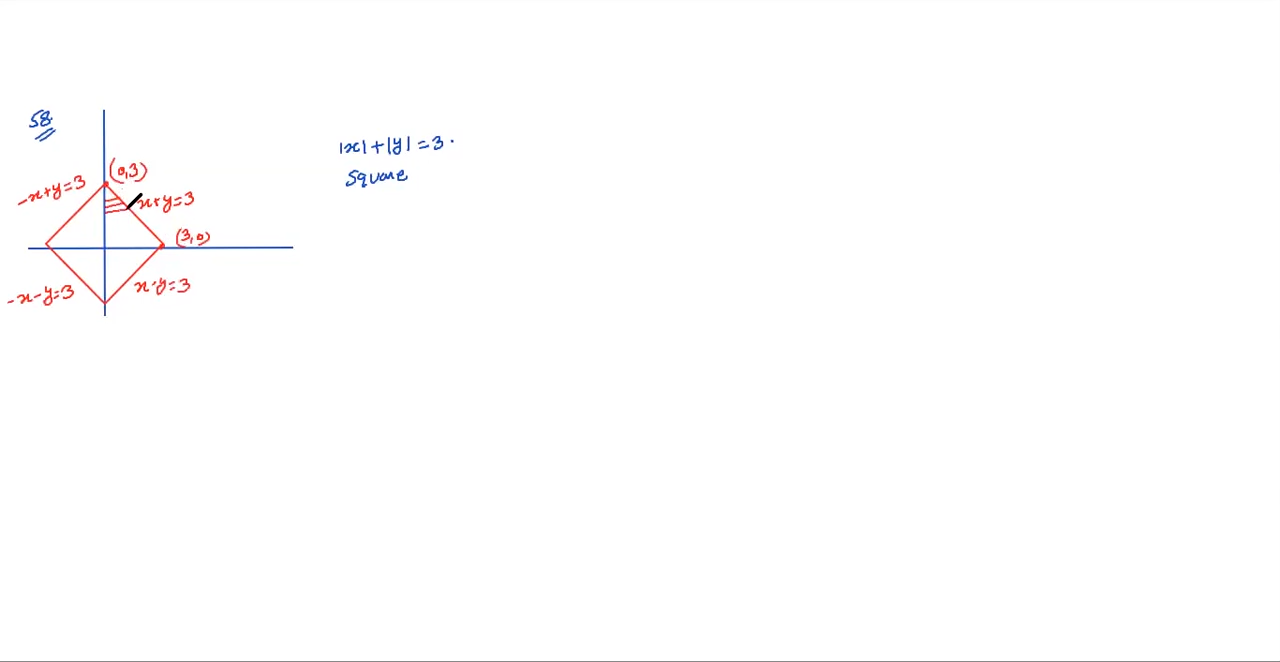 58.
|x|+|y|=3.
Square
(0,3)
-x+y=3
x+y=3
(3,0)
-x-y=3
x-y=3